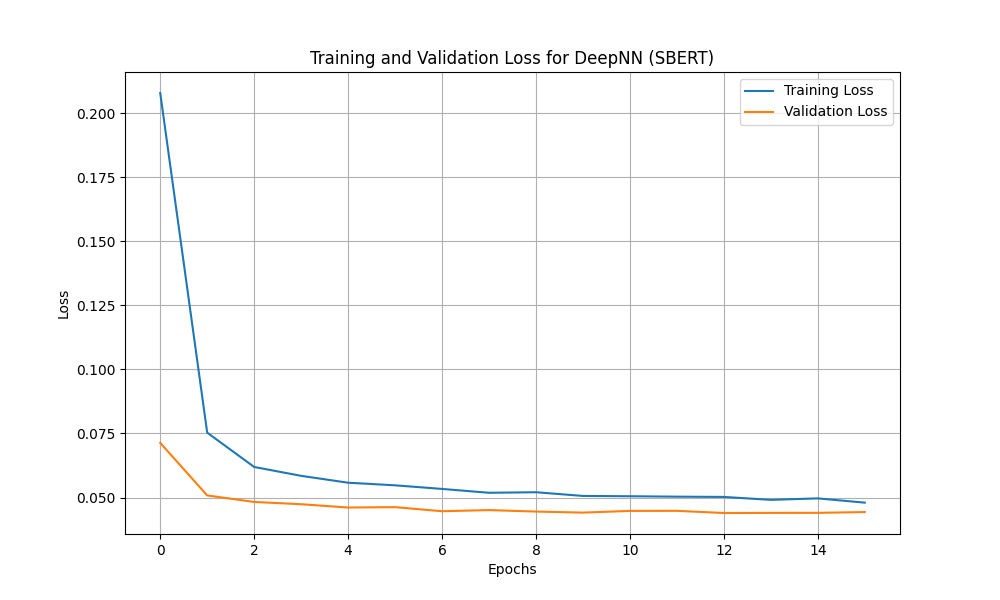 Training and Validation Loss for DeepNN (SBERT)
Training Loss
Validation Loss
0.200
0.175
0.150
0.125
0.100
0.075
0.050
Loss
0 2 4 6 8 10 12 14
Epochs